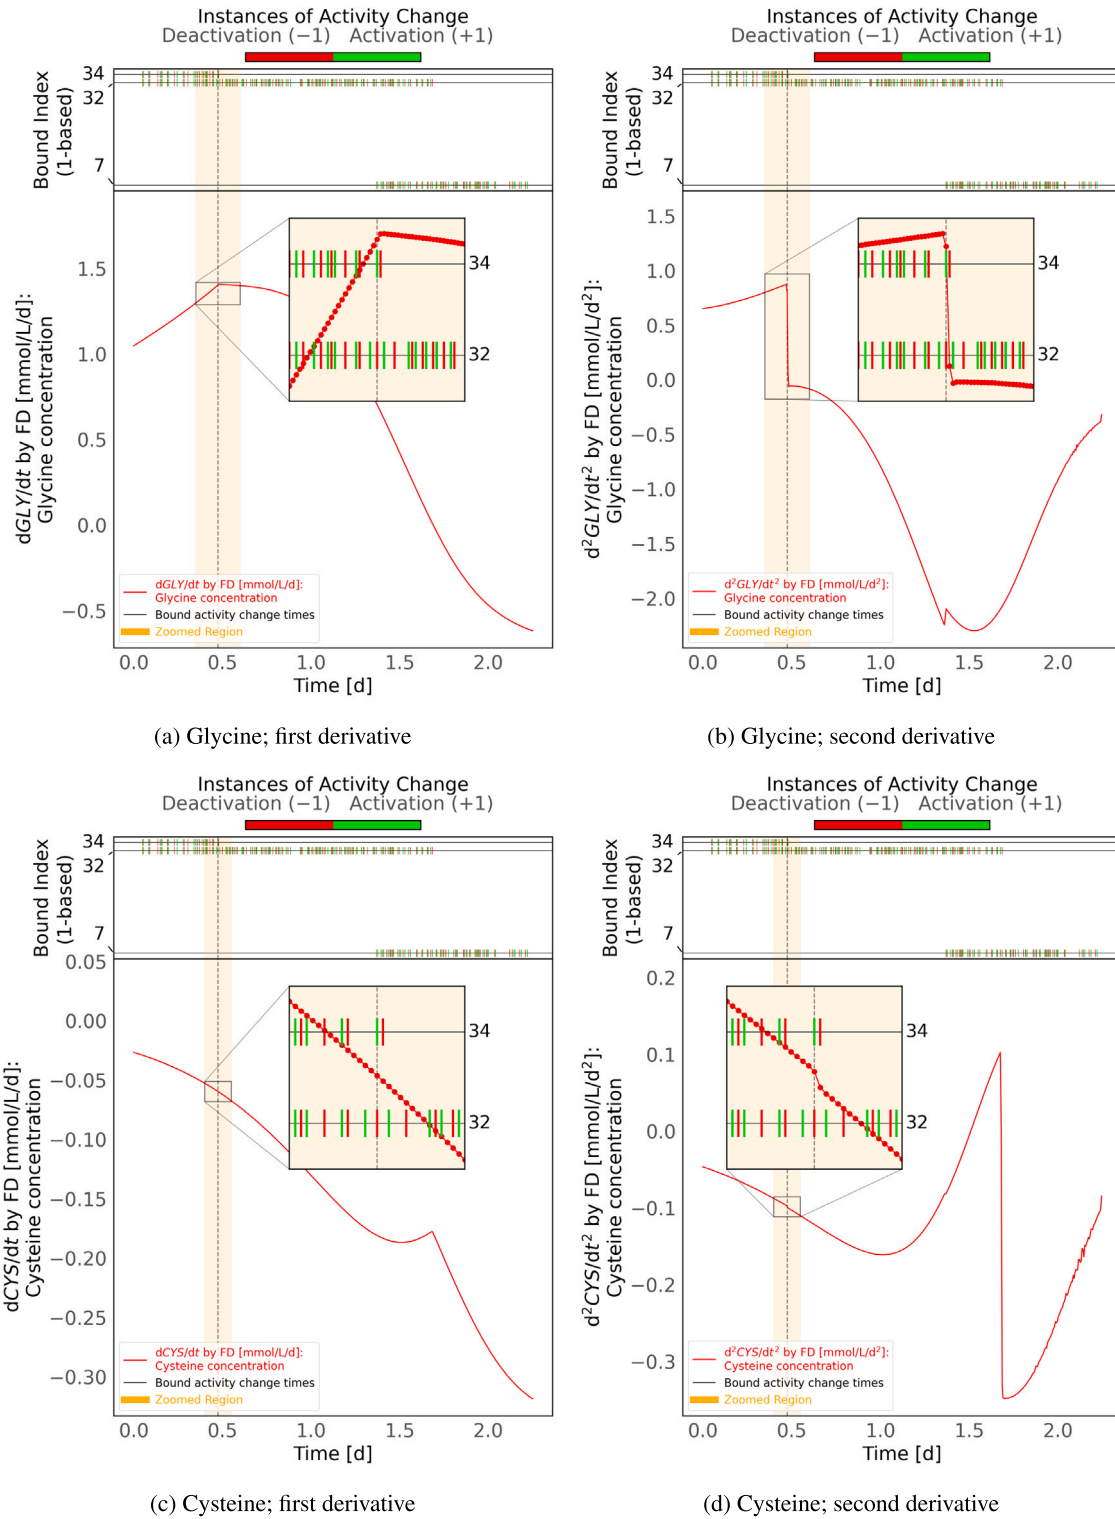 Instances of Activity Change
Deactivation (−1) Activation (+1)
Bound Index
(1-based)
34
32
7
dGLY/dt by FD [mmol/L/d]:
Glycine concentration
1.5
1.0
0.5
0.0
−0.5
34
32
dGLY/dt by FD [mmol/L/d]:
Glycine concentration
Bound activity change times
Zoomed Region
0.0 0.5 1.0 1.5 2.0
Time [d]
(a) Glycine; first derivative
Instances of Activity Change
Deactivation (−1) Activation (+1)
Bound Index
(1-based)
34
32
7
d²GLY/dt² by FD [mmol/L/d²]:
Glycine concentration
1.5
1.0
0.5
0.0
−0.5
−1.0
−1.5
−2.0
34
32
d²GLY/dt² by FD [mmol/L/d²]:
Glycine concentration
Bound activity change times
Zoomed Region
0.0 0.5 1.0 1.5 2.0
Time [d]
(b) Glycine; second derivative
Instances of Activity Change
Deactivation (−1) Activation (+1)
Bound Index
(1-based)
34
32
7
dCYS/dt by FD [mmol/L/d]:
Cysteine concentration
0.05
0.00
−0.05
−0.10
−0.15
−0.20
−0.25
−0.30
34
32
dCYS/dt by FD [mmol/L/d]:
Cysteine concentration
Bound activity change times
Zoomed Region
0.0 0.5 1.0 1.5 2.0
Time [d]
(c) Cysteine; first derivative
Instances of Activity Change
Deactivation (−1) Activation (+1)
Bound Index
(1-based)
34
32
7
d²CYS/dt² by FD [mmol/L/d²]:
Cysteine concentration
0.2
0.1
0.0
−0.1
−0.2
−0.3
34
32
d²CYS/dt² by FD [mmol/L/d²]:
Cysteine concentration
Bound activity change times
Zoomed Region
0.0 0.5 1.0 1.5 2.0
Time [d]
(d) Cysteine; second derivative